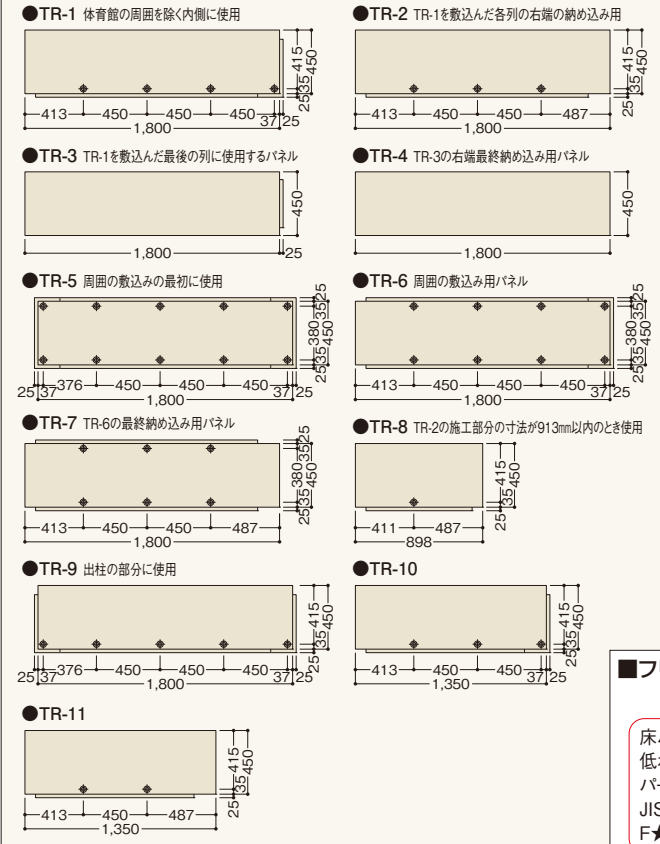 ●TR-1 体育館の周囲を除く内側に使用
415
35
450
25
413 450 450 450 37 25
1,800
●TR-2 TR-1を敷込んだ各列の右端の納め込み用
415
35
450
25
413 450 450 487
1,800
●TR-3 TR-1を敷込んだ最後の列に使用するパネル
450
1,800 25
●TR-4 TR-3の右端最終納め込み用パネル
450
1,800
●TR-5 周囲の敷込みの最初に使用
25
35
380
450
35
25
25 37 376 450 450 450 37 25
1,800
●TR-6 周囲の敷込み用パネル
25
35
380
450
35
25
413 450 450 450 37 25
1,800
●TR-7 TR-6の最終納め込み用パネル
25
35
380
450
35
25
413 450 450 487
1,800
●TR-8 TR-2の施工部分の寸法が913㎜以内のとき使用
415
35
450
25
411 487
898
●TR-9 出柱の部分に使用
415
35
450
25
25 37 376 450 450 450 37 25
1,800
●TR-10
415
35
450
25
413 450 450 37 25
1,350
●TR-11
415
35
450
25
413 450 487
1,350
■フ
床
低
パ
JIS
F★